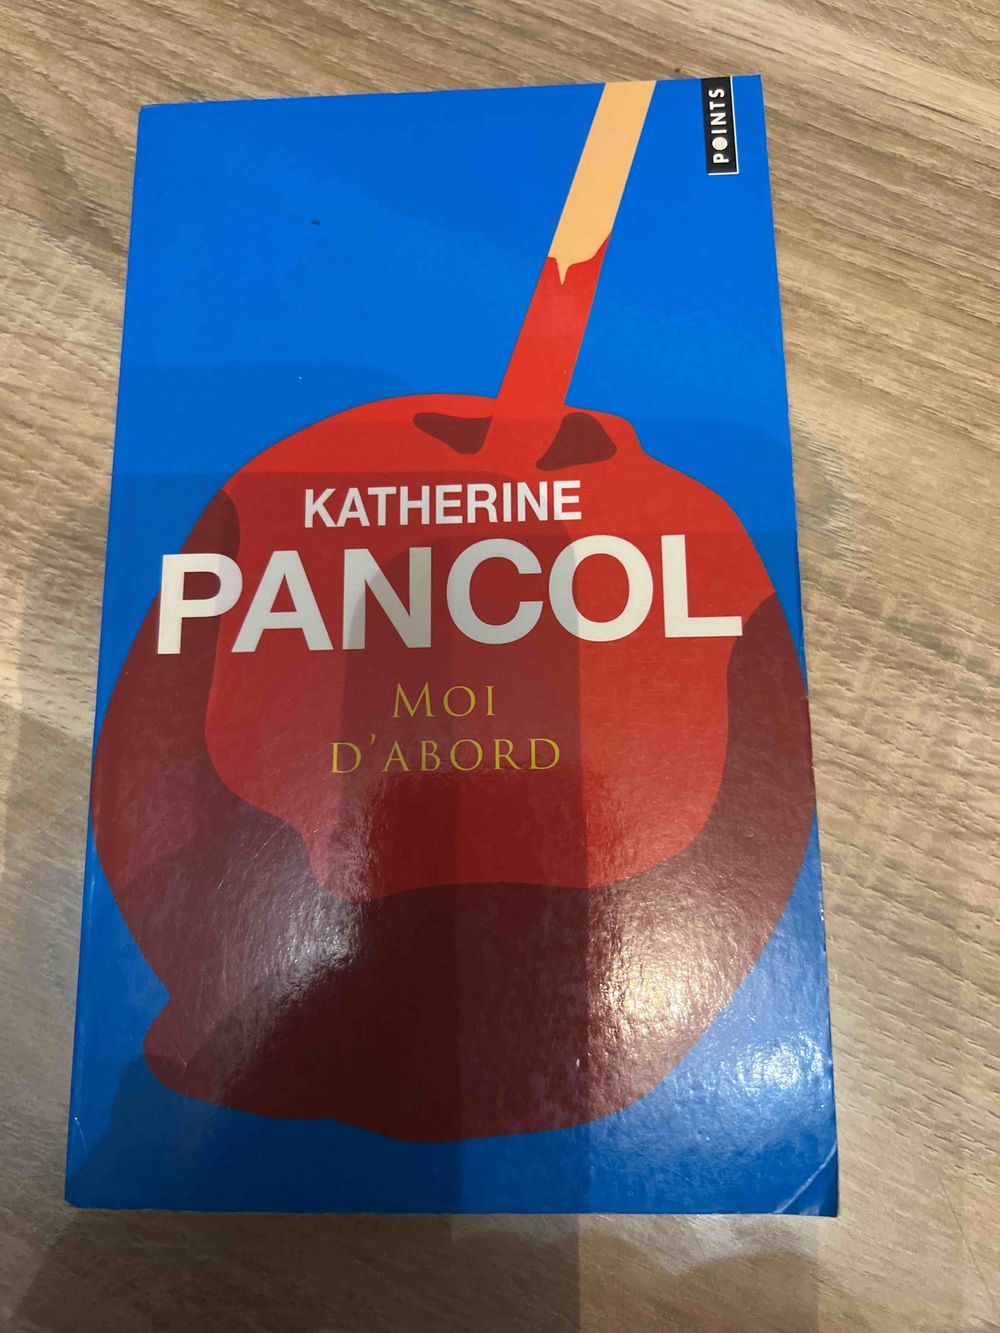 POINTS
KATHERINE
PANCOL
MOI
D'ABORD